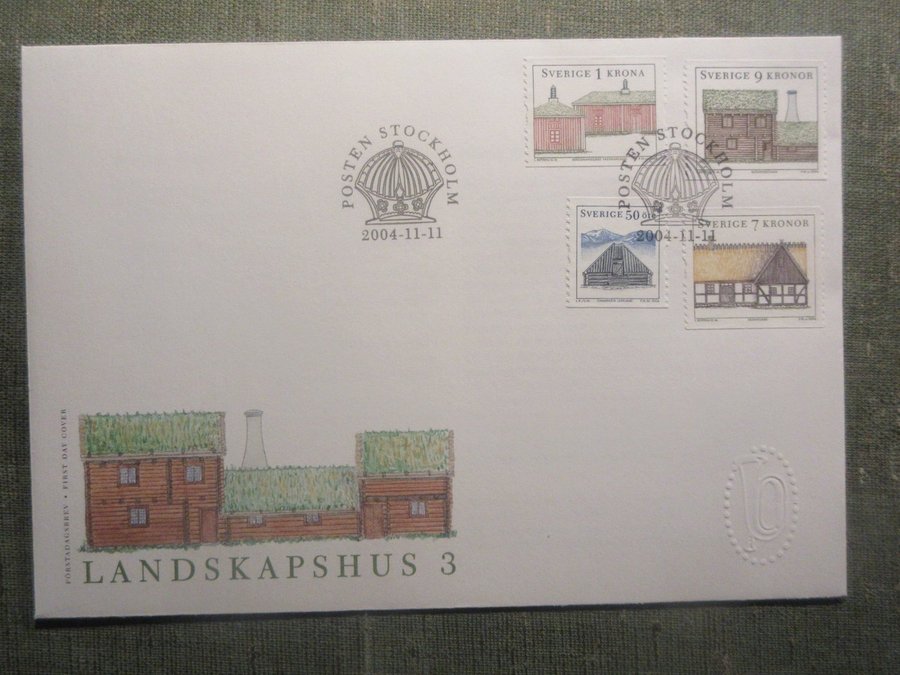 SVERIGE 1 KRONA
SVERIGE 9 KRONOR
POSTEN STOCKHOLM
2004-11-11
POSTEN STOCKHOLM
2004-11-11
SVERIGE 50 ÖRE
SVERIGE 7 KRONOR
FÖRSTADAGSBREV • FIRST DAY COVER
LANDSKAPSHUS 3